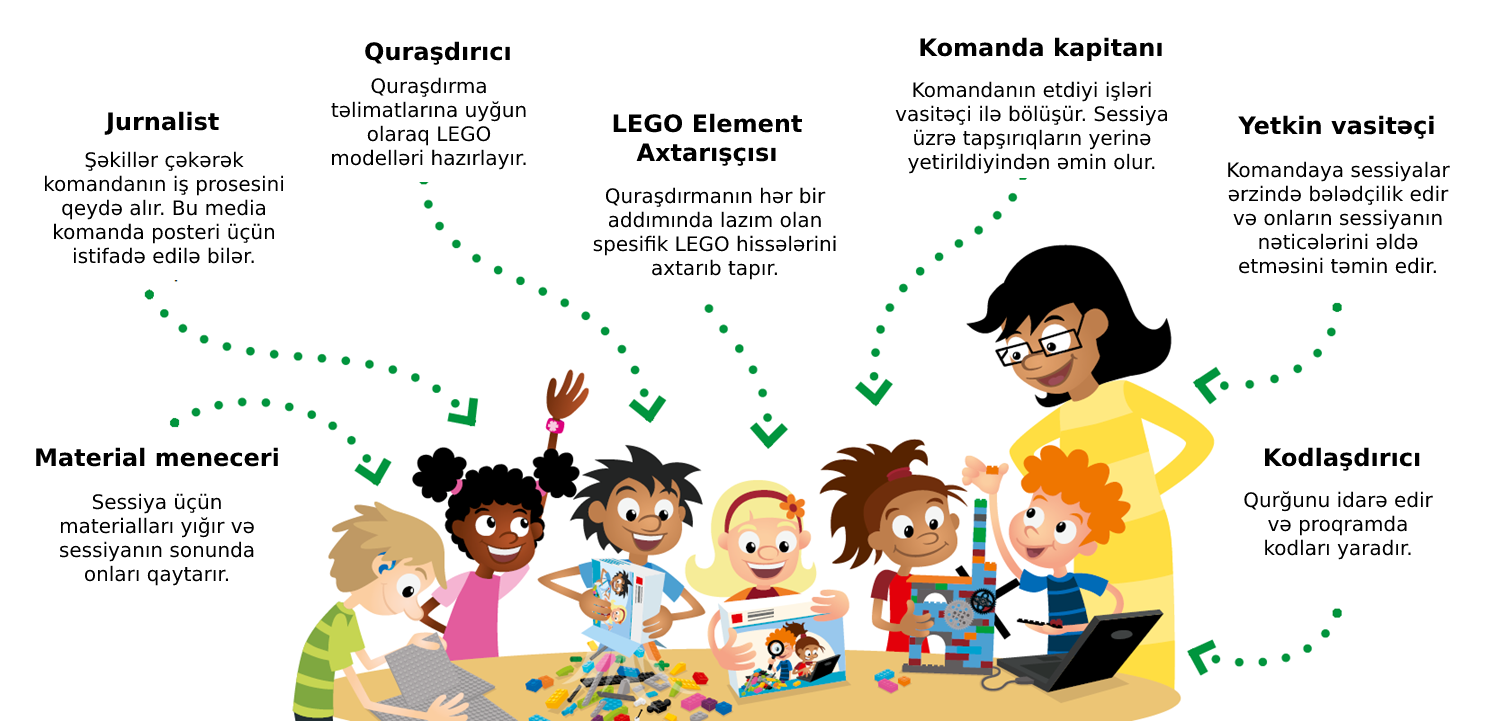 Jurnalist
Şəkillər çəkərək
komandanın iş prosesini
qeydə alır. Bu media
komanda posteri üçün
istifadə edilə bilər.
Quraşdırıcı
Quraşdırma
təlimatlarına uyğun
olaraq LEGO
modelləri hazırlayır.
LEGO Element
Axtarışçısı
Quraşdırmanın hər bir
addımında lazım olan
spesifik LEGO hissələrini
axtarıb tapır.
Komanda kapitanı
Komandanın etdiyi işləri
vasitəçi ilə bölüşür. Sessiya
üzrə tapşırıqların yerinə
yetirildiyindən əmin olur.
Yetkin vasitəçi
Komandaya sessiyalar
ərzində bələdçilik edir
və onların sessiyanın
nəticələrini əldə
etməsini təmin edir.
Material meneceri
Sessiya üçün
materialları yığır və
sessiyanın sonunda
onları qaytarır.
Kodlaşdırıcı
Qurğunu idarə edir
və proqramda
kodları yaradır.